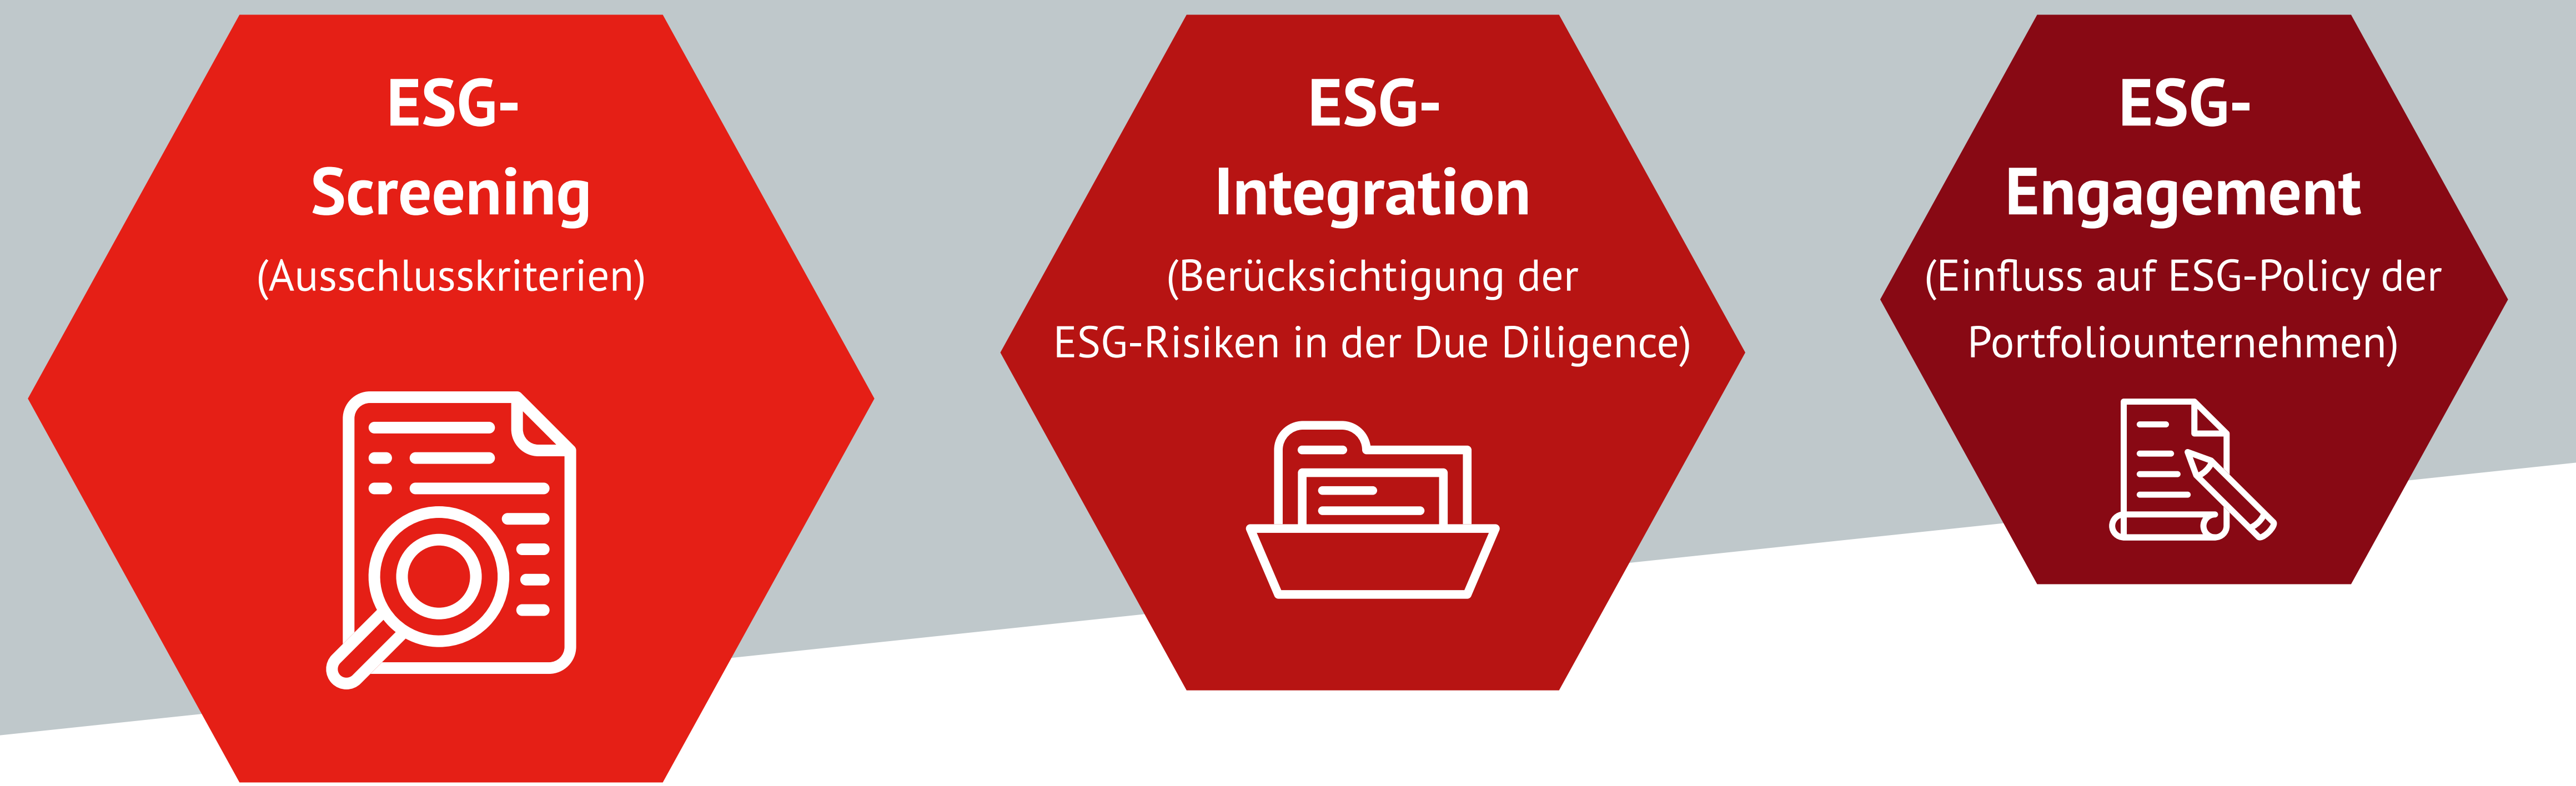 ESG-
Screening
(Ausschlusskriterien)
ESG-
Integration
(Berücksichtigung der
ESG-Risiken in der Due Diligence)
ESG-
Engagement
(Einfluss auf ESG-Policy der
Portfoliounternehmen)